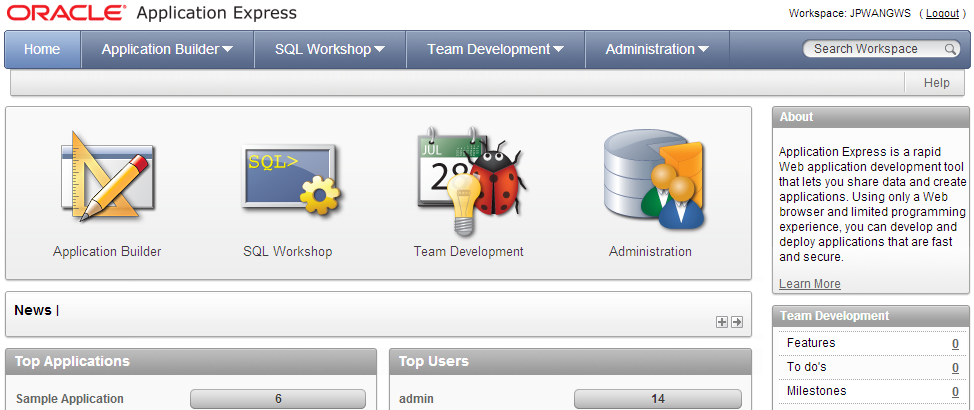 ORACLE® Application Express
Workspace: JPWANGWS ( Logout )
Home Application Builder SQL Workshop Team Development Administration Search Workspace
Help
SQL>
JUL
28
Application Builder SQL Workshop Team Development Administration
About
Application Express is a rapid
Web application development tool
that lets you share data and create
applications. Using only a Web
browser and limited programming
experience, you can develop and
deploy applications that are fast
and secure.
Learn More
News |
Team Development
Features 0
To do's 0
Milestones 0
Top Applications
Sample Application 6
Top Users
admin 14